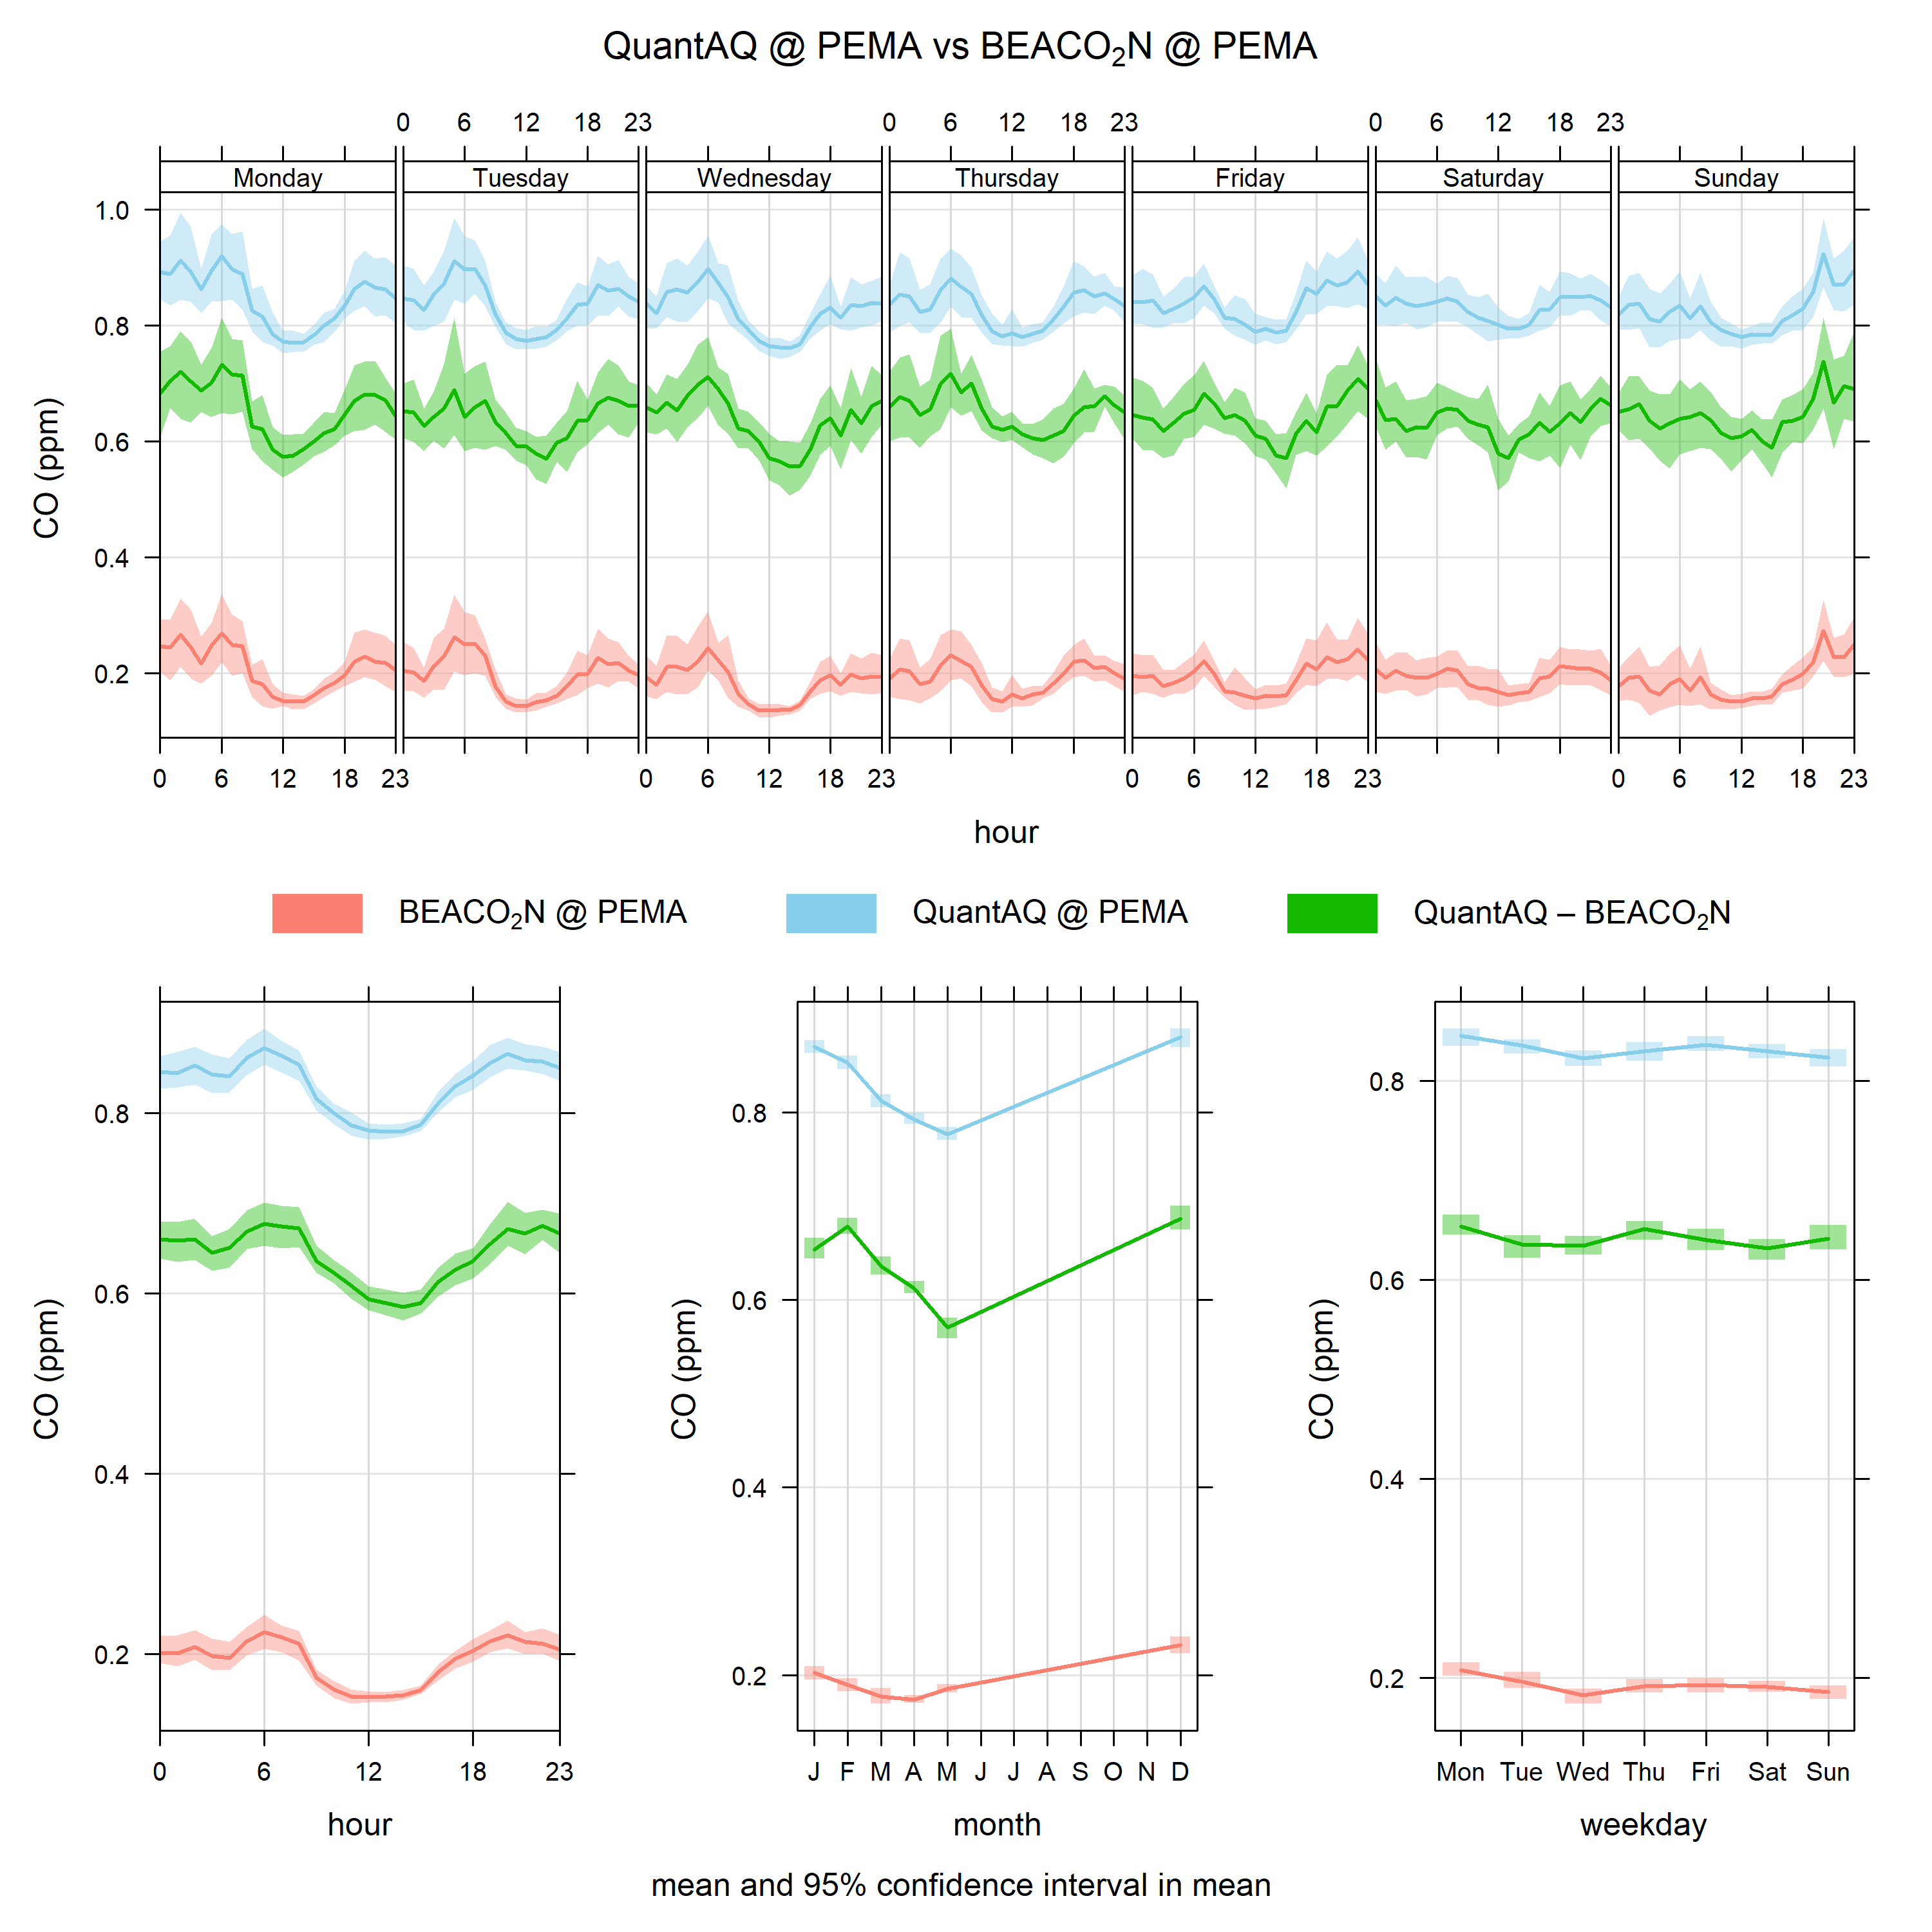 QuantAQ @ PEMA vs BEACO₂N @ PEMA
0 6 12 18 23 0 6 12 18 23 0 6 12 18 23
Monday Tuesday Wednesday Thursday Friday Saturday Sunday
1.0
0.8
0.6
0.4
0.2
CO (ppm)
0 6 12 18 23 0 6 12 18 23 0 6 12 18 23 0 6 12 18 23
hour
BEACO₂N @ PEMA QuantAQ @ PEMA QuantAQ – BEACO₂N
0.8
0.6
0.4
0.2
CO (ppm)
0 6 12 18 23
hour
0.8
0.6
0.4
0.2
CO (ppm)
J F M A M J J A S O N D
month
0.8
0.6
0.4
0.2
CO (ppm)
Mon Tue Wed Thu Fri Sat Sun
weekday
mean and 95% confidence interval in mean